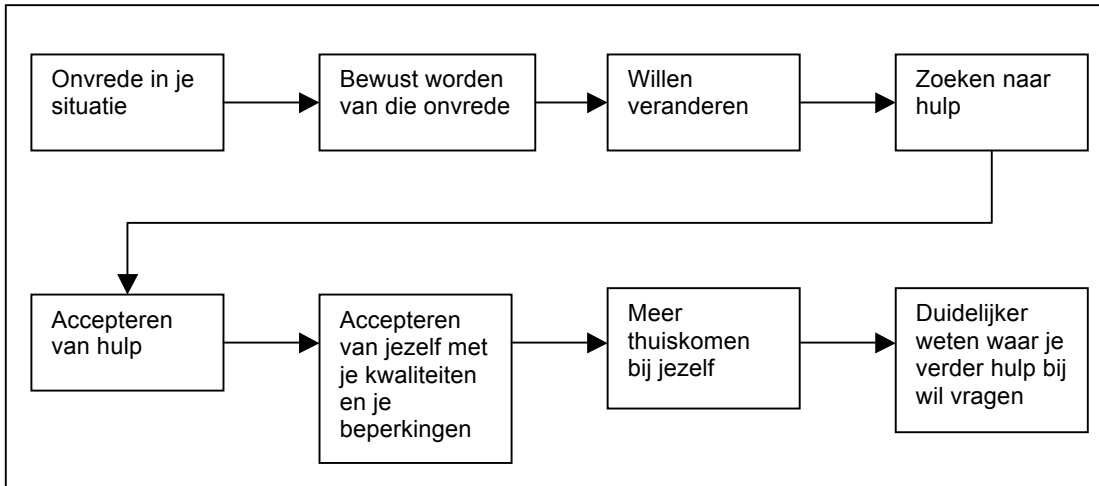 Onvrede in je
situatie
Bewust worden
van die onvrede
Willen
veranderen
Zoeken naar
hulp
Accepteren
van hulp
Accepteren
van jezelf met
je kwaliteiten
en je
beperkingen
Meer
thuiskomen
bij jezelf
Duidelijker
weten waar je
verder hulp bij
wil vragen